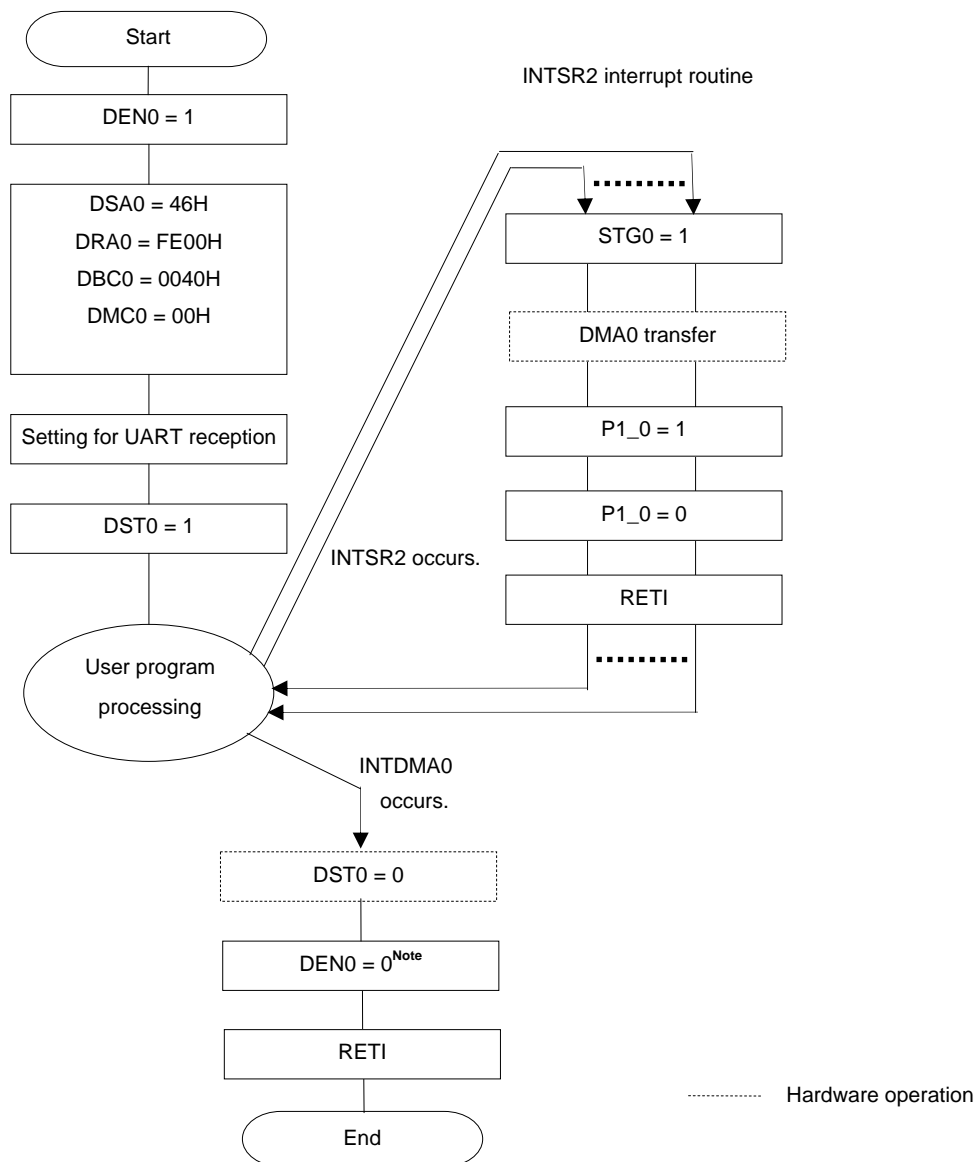 Start
DEN0 = 1
DSA0 = 46H
DRA0 = FE00H
DBC0 = 0040H
DMC0 = 00H
Setting for UART reception
DST0 = 1
User program
processing
INTSR2 occurs.
INTSR2 interrupt routine
STG0 = 1
DMA0 transfer
P1_0 = 1
P1_0 = 0
RETI
INTDMA0
occurs.
DST0 = 0
DEN0 = 0Note
RETI
End
Hardware operation